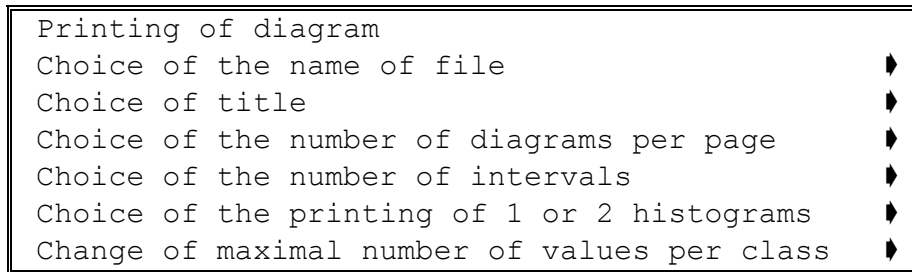 Printing of diagram
Choice of the name of file
Choice of title
Choice of the number of diagrams per page
Choice of the number of intervals
Choice of the printing of 1 or 2 histograms
Change of maximal number of values per class